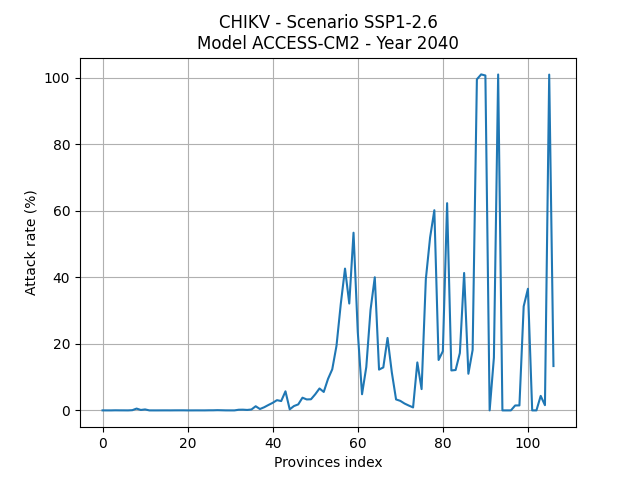 CHIKV - Scenario SSP1-2.6
Model ACCESS-CM2 - Year 2040
Attack rate (%)
100
80
60
40
20
0
0 20 40 60 80 100
Provinces index